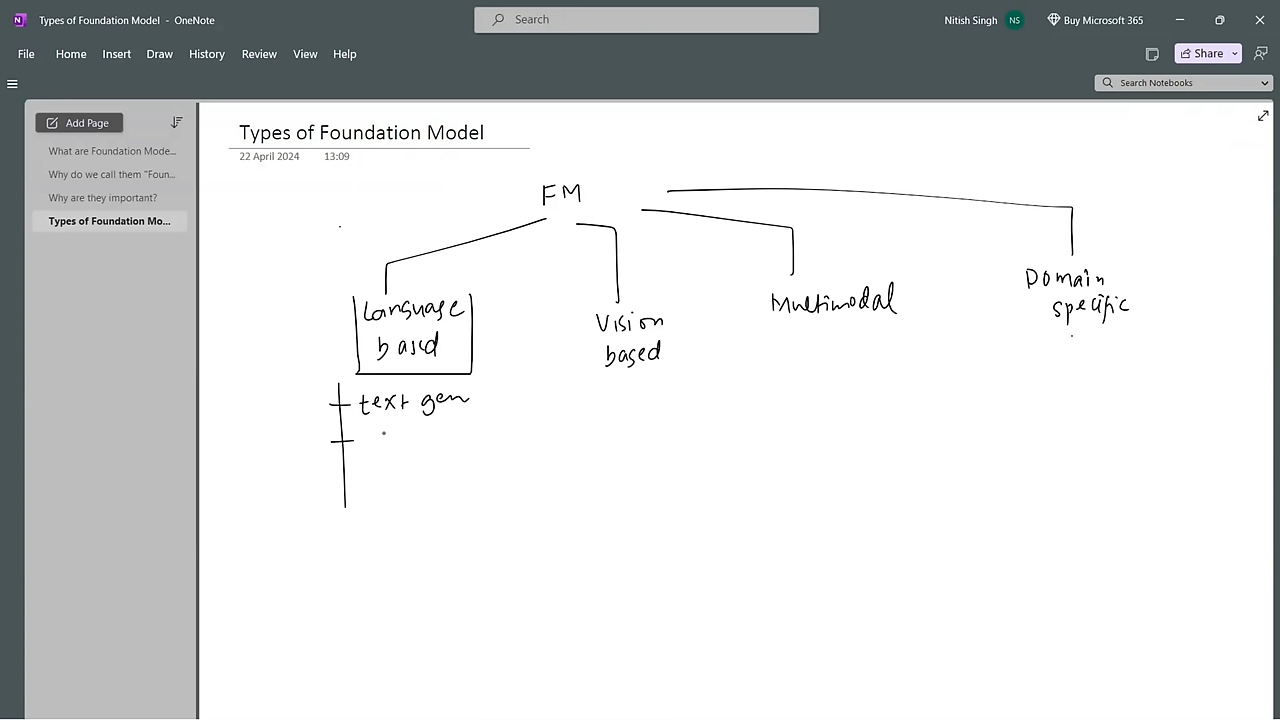 Types of Foundation Model - OneNote
Search
Nitish Singh
NS
Buy Microsoft 365
File
Home
Insert
Draw
History
Review
View
Help
Share
Search Notebooks
Add Page
What are Foundation Mode...
Why do we call them "Foun...
Why are they important?
Types of Foundation Mo...
Types of Foundation Model
22 April 2024 13:09
FM
Language
based
Vision
based
Multimodal
Domain
specific
text gen